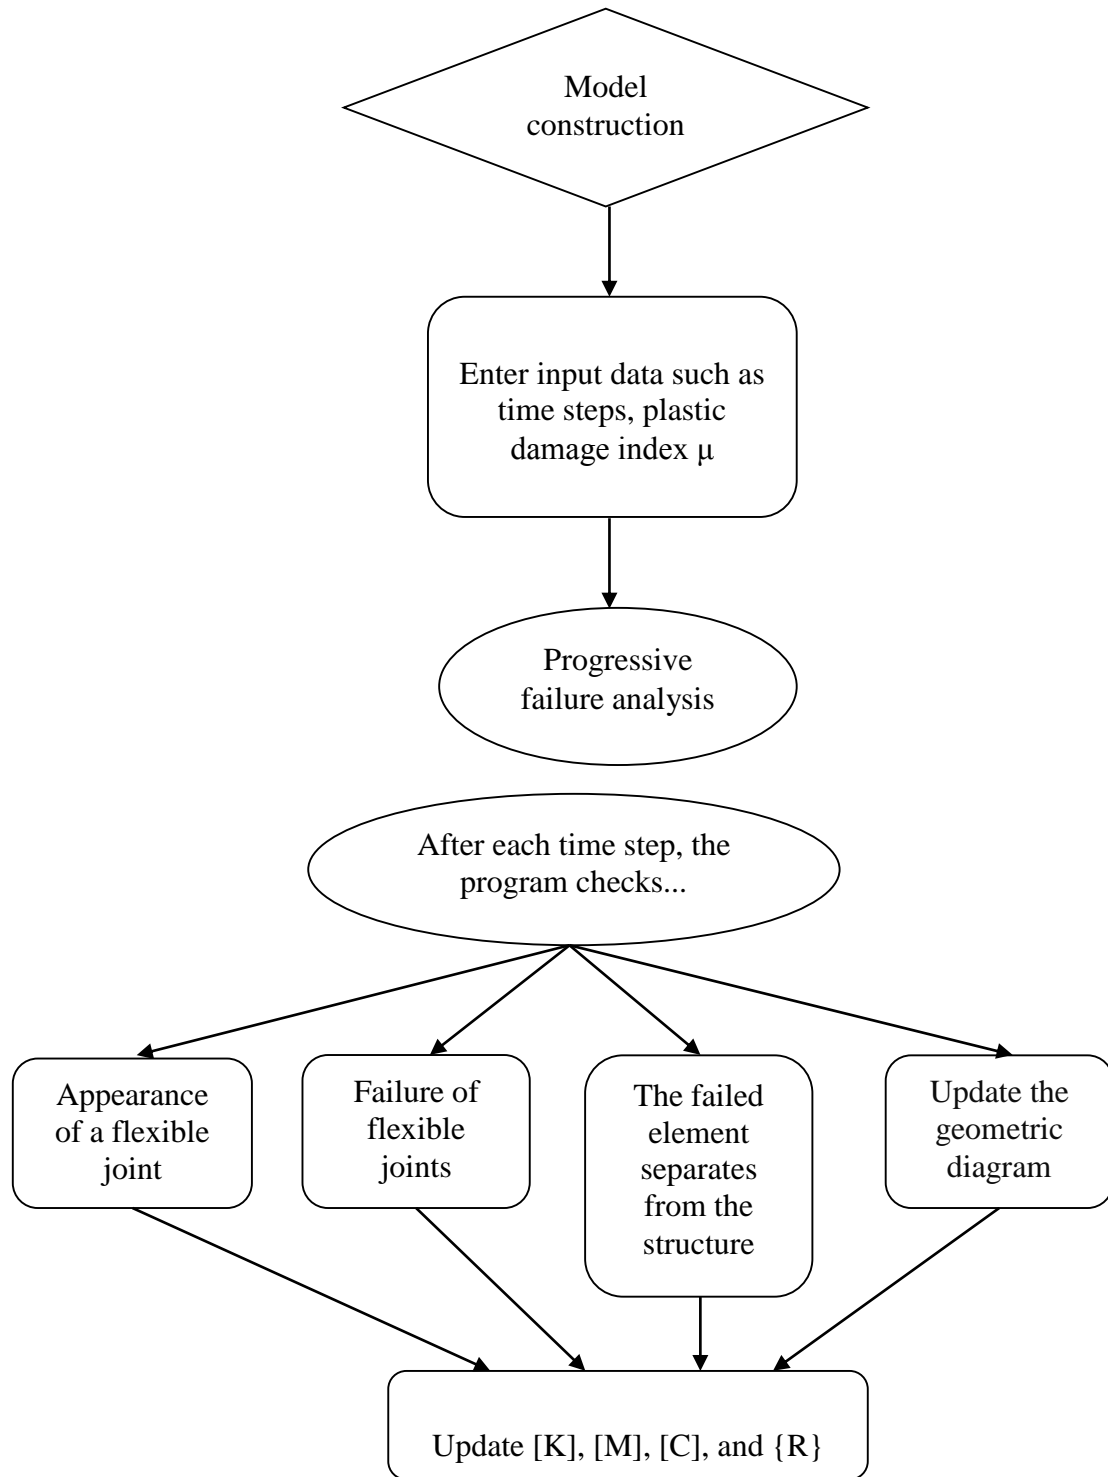 Model
construction
Enter input data such as
time steps, plastic
damage index μ
Progressive
failure analysis
After each time step, the
program checks...
Appearance
of a flexible
joint
Failure of
flexible
joints
The failed
element
separates
from the
structure
Update the
geometric
diagram
Update [K], [M], [C], and {R}